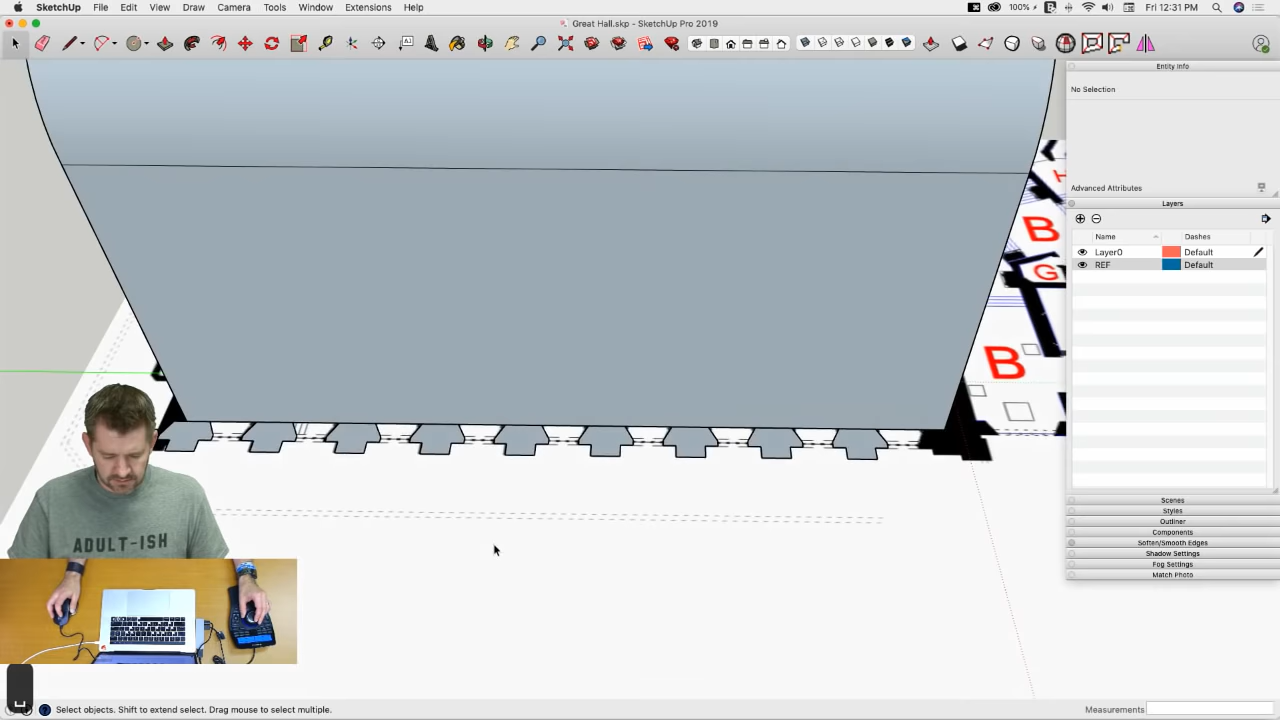 SketchUp File Edit View Draw Camera Tools Window Extensions Help
100% Fri 12:31 PM
Great Hall.skp - SketchUp Pro 2019
Entity Info
No Selection
Advanced Attributes
Layers
Name Dashes
Layer0 Default
REF Default
Scenes
Styles
Outliner
Components
Soften/Smooth Edges
Shadow Settings
Fog Settings
Match Photo
B
G
B
ADULT-ISH
Select objects. Shift to extend select. Drag mouse to select multiple.
Measurements